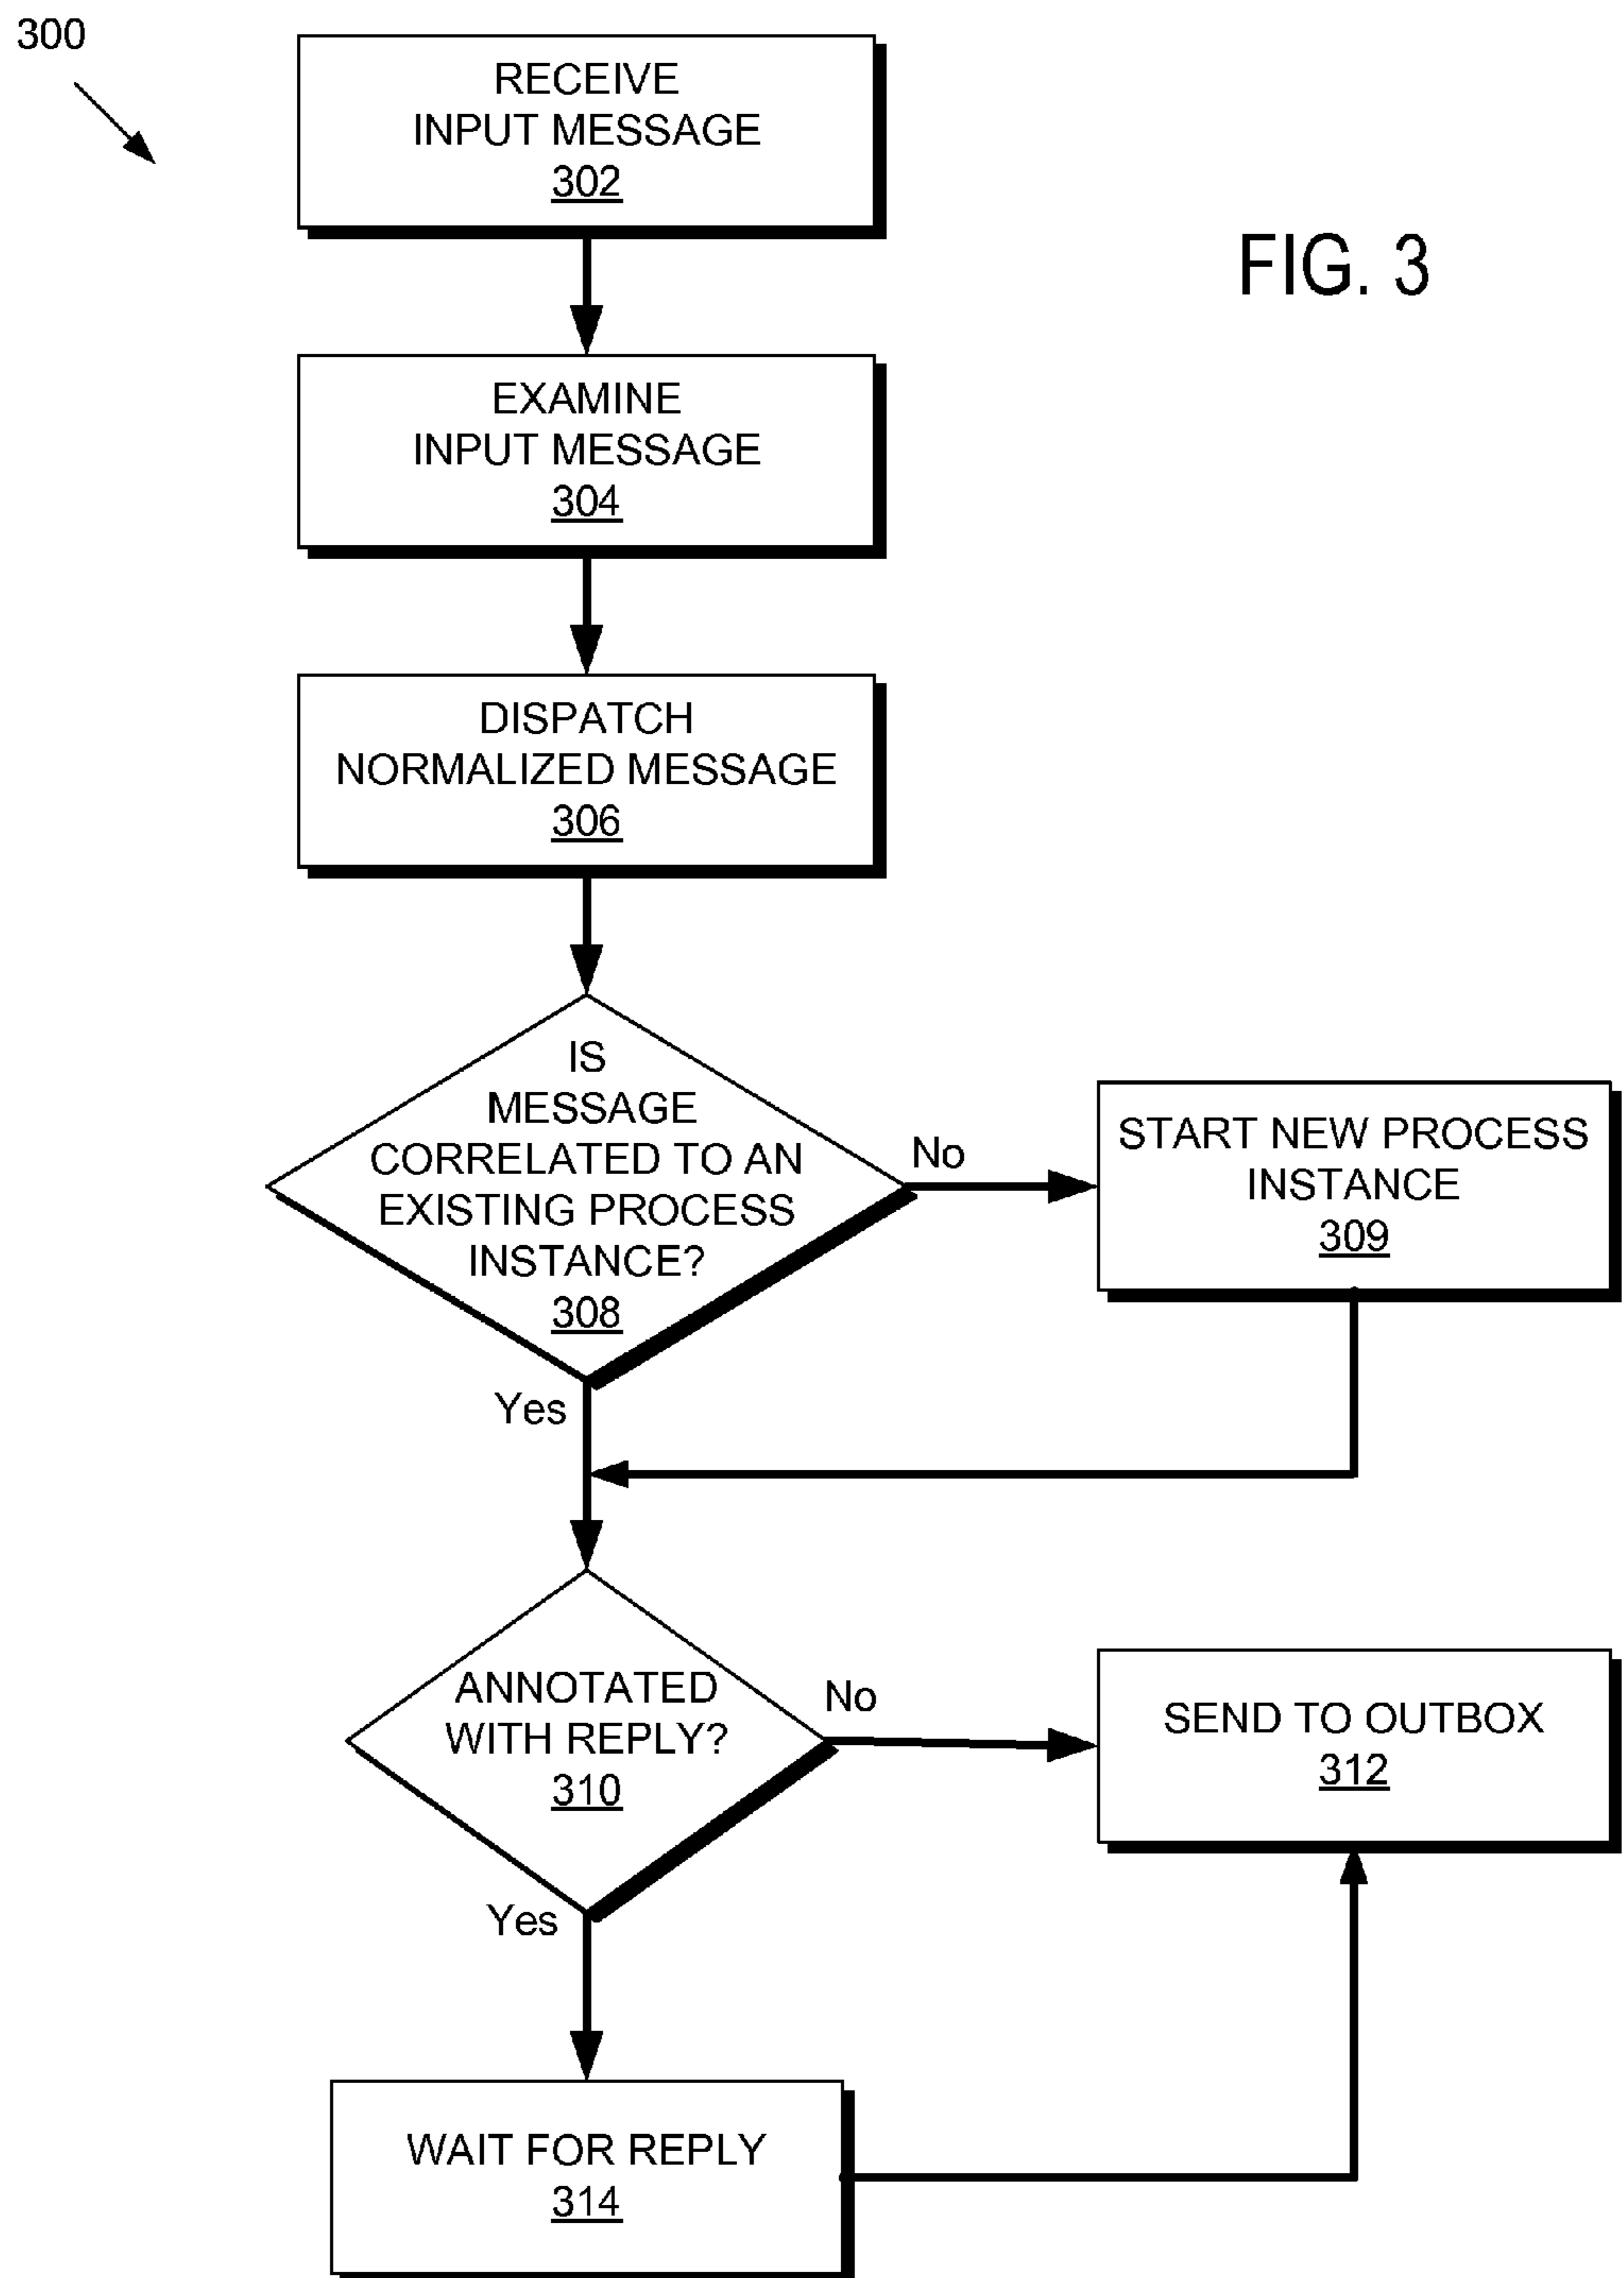 300
RECEIVE
INPUT MESSAGE
302
FIG. 3
EXAMINE
INPUT MESSAGE
304
DISPATCH
NORMALIZED MESSAGE
306
IS
MESSAGE
CORRELATED TO AN
EXISTING PROCESS
INSTANCE?
308
No
START NEW PROCESS
INSTANCE
309
Yes
ANNOTATED
WITH REPLY?
310
No
SEND TO OUTBOX
312
Yes
WAIT FOR REPLY
314